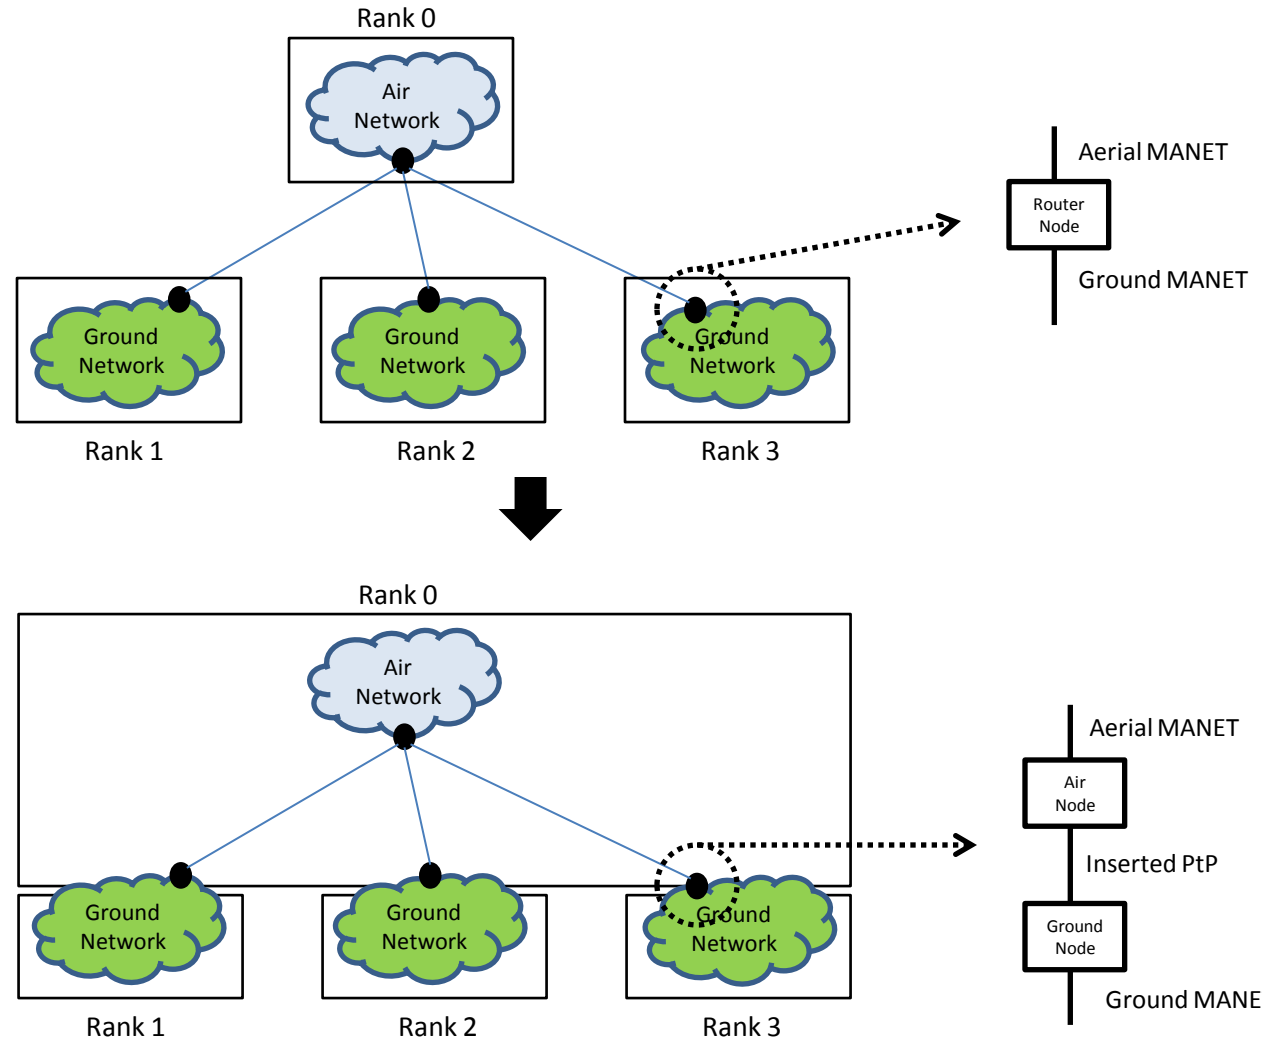 Rank 0
Air
Network
Aerial MANET
Router
Node
Ground MANET
Ground
Network
Ground
Network
Ground
Network
Rank 1
Rank 2
Rank 3
Rank 0
Air
Network
Aerial MANET
Air
Node
Inserted PtP
Ground
Network
Ground
Network
Ground
Network
Ground
Node
Ground MANE
Rank 1
Rank 2
Rank 3